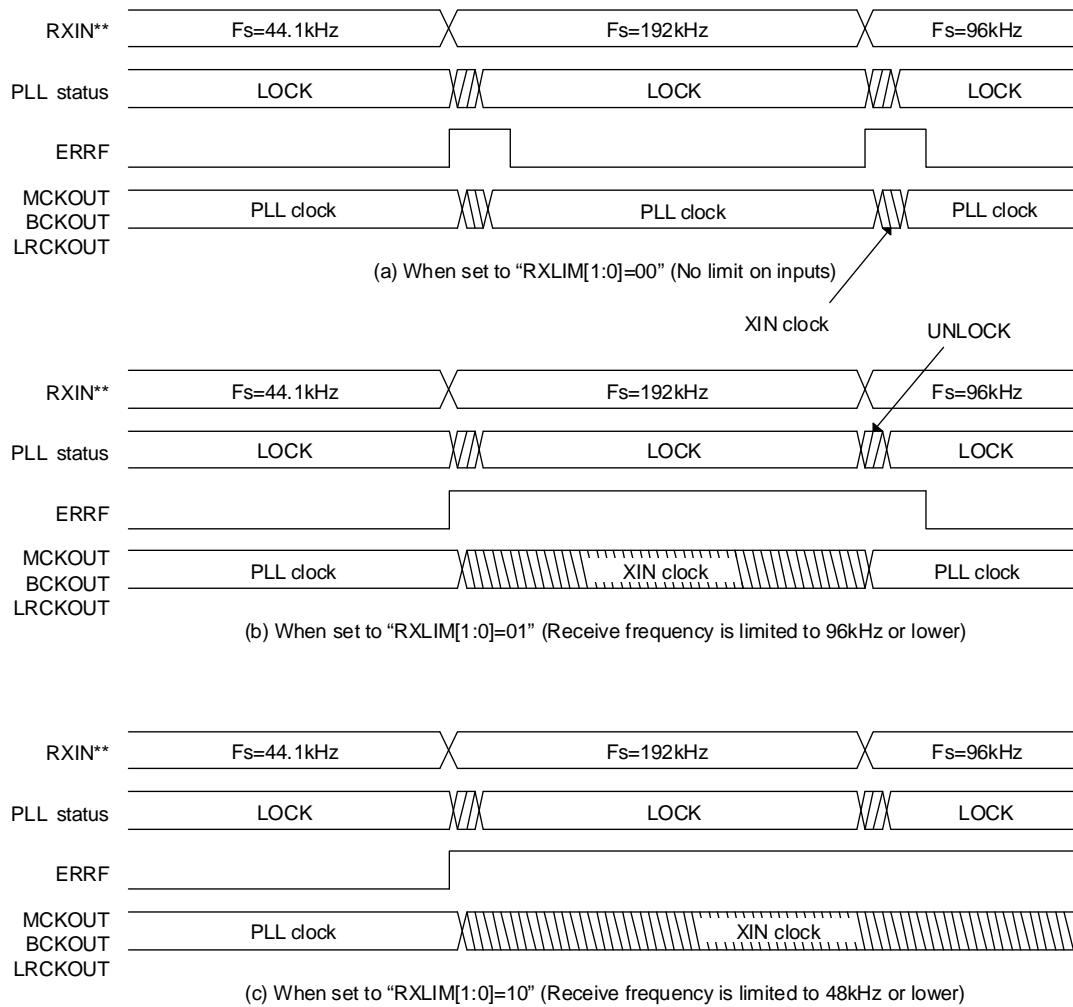 RXIN** Fs=44.1kHz Fs=192kHz Fs=96kHz
PLL status LOCK LOCK LOCK
ERRF
MCKOUT
BCKOUT PLL clock PLL clock PLL clock
LRCKOUT
(a) When set to “RXLIM[1:0]=00” (No limit on inputs)
XIN clock UNLOCK
RXIN** Fs=44.1kHz Fs=192kHz Fs=96kHz
PLL status LOCK LOCK LOCK
ERRF
MCKOUT
BCKOUT PLL clock XIN clock PLL clock
LRCKOUT
(b) When set to “RXLIM[1:0]=01” (Receive frequency is limited to 96kHz or lower)
RXIN** Fs=44.1kHz Fs=192kHz Fs=96kHz
PLL status LOCK LOCK LOCK
ERRF
MCKOUT
BCKOUT PLL clock XIN clock
LRCKOUT
(c) When set to “RXLIM[1:0]=10” (Receive frequency is limited to 48kHz or lower)